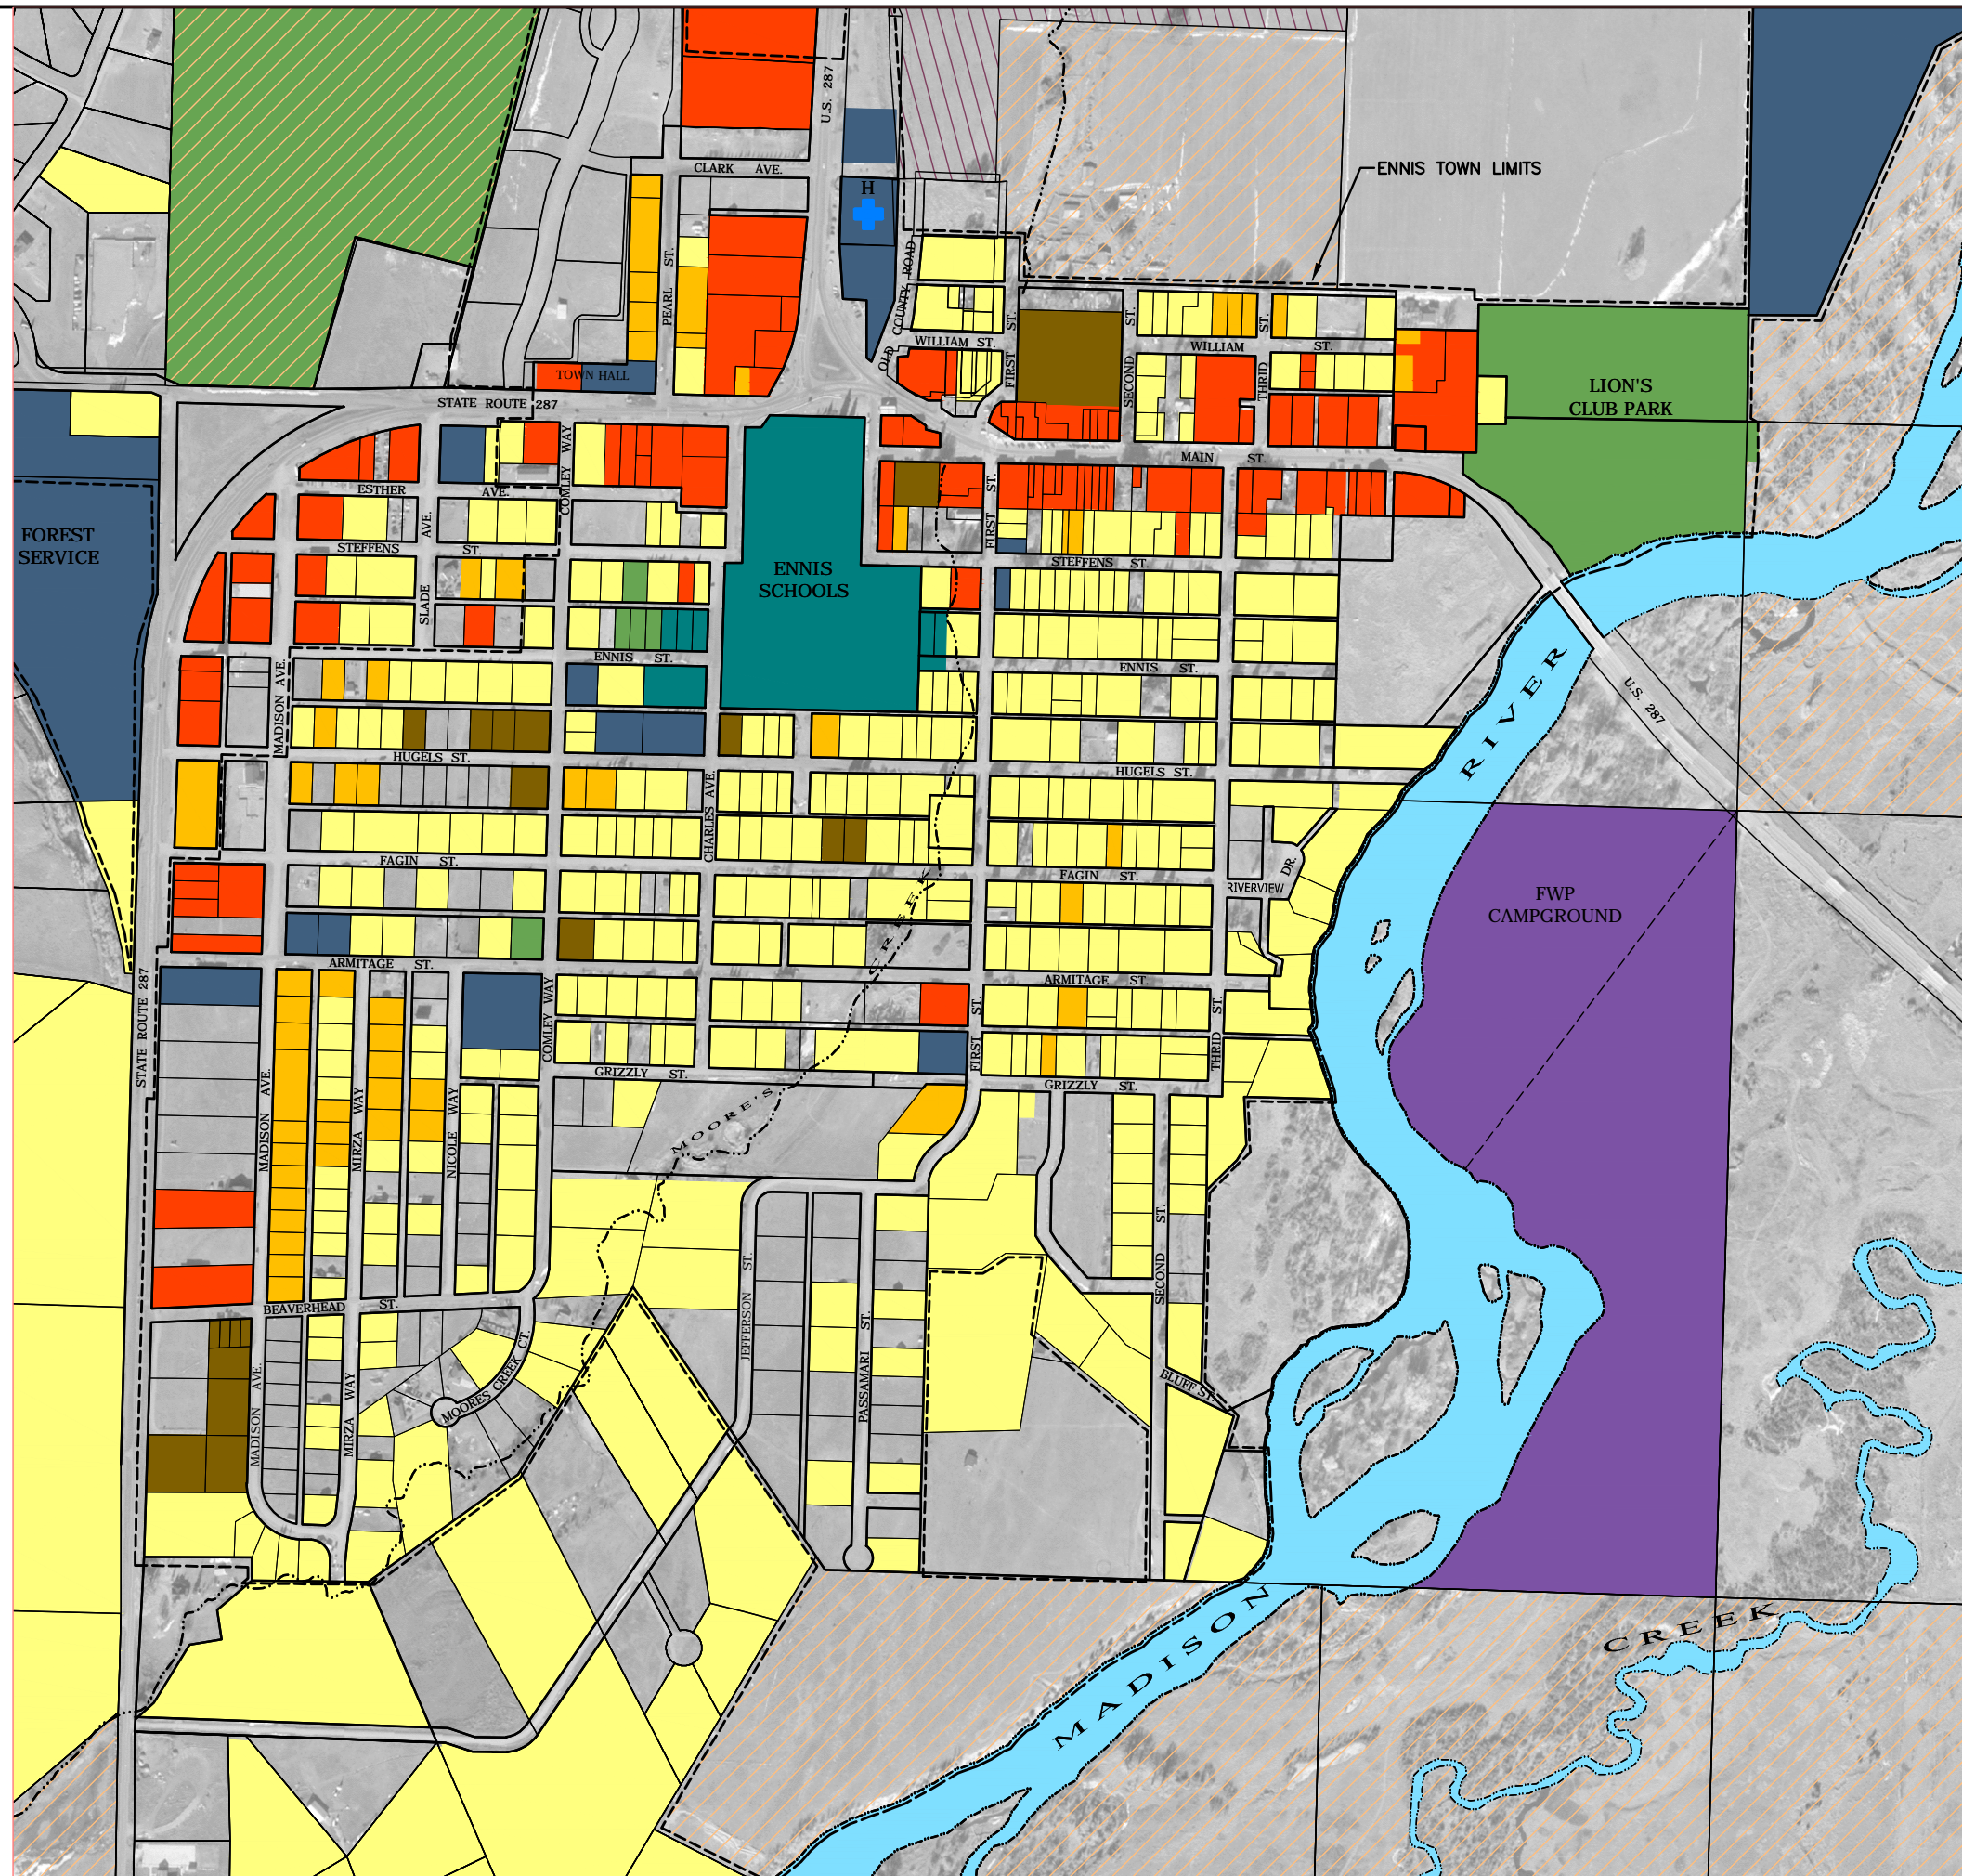 U.S. 287
CLARK AVE.
ENNIS TOWN LIMITS
H
PEARL ST.
OLD COUNTY ROAD
WILLIAM ST.
FIRST ST.
SECOND ST.
WILLIAM ST.
THRID ST.
TOWN HALL
STATE ROUTE 287
LION'S
CLUB PARK
COMLEY WAY
MAIN ST.
ESTHER AVE.
SLADE AVE.
FIRST ST.
FOREST
SERVICE
STEFFENS ST.
STEFFENS ST.
ENNIS
SCHOOLS
ENNIS ST.
ENNIS ST.
MADISON AVE.
RIVER
U.S. 287
HUGELS ST.
HUGELS ST.
CHARLES AVE.
FAGIN ST.
FAGIN ST.
RIVERVIEW DR.
FWP
CAMPGROUND
CREEK
ARMITAGE ST.
ARMITAGE ST.
STATE ROUTE 287
COMLEY WAY
FIRST ST.
THRID ST.
GRIZZLY ST.
GRIZZLY ST.
MADISON AVE.
MIRZA WAY
NICOLE WAY
MOORE'S
SECOND ST.
JEFFERSON ST.
PASAMARI ST.
BEAVERHEAD ST.
MADISON AVE.
MIRZA WAY
MOORES CREEK CT.
BLUFF ST
MADISON
CREEK